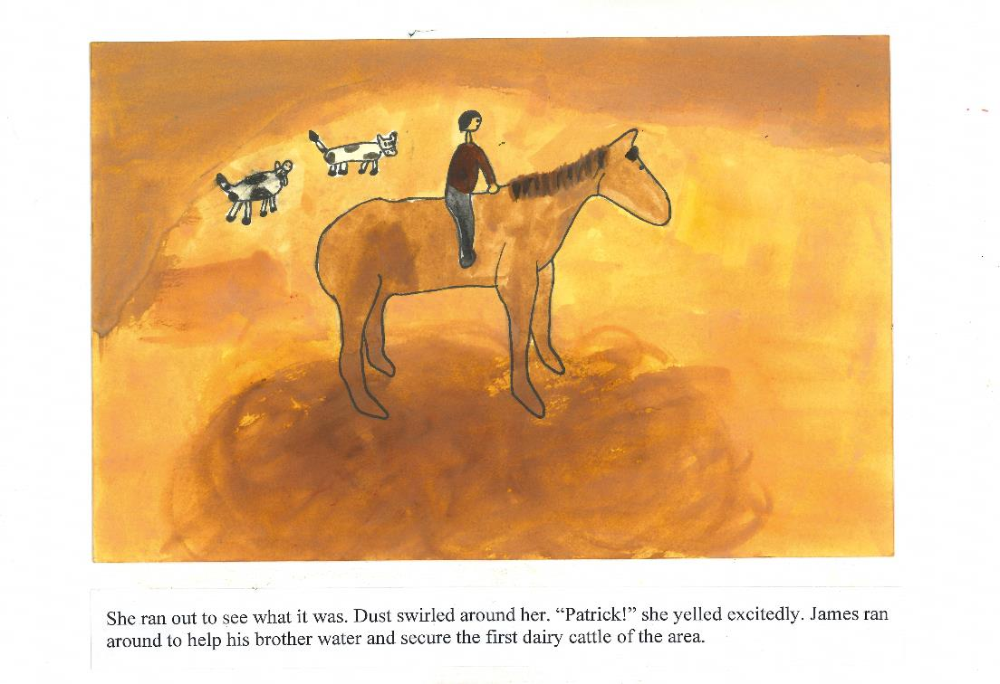 She ran out to see what it was. Dust swirled around her. “Patrick!” she yelled excitedly. James ran
around to help his brother water and secure the first dairy cattle of the area.